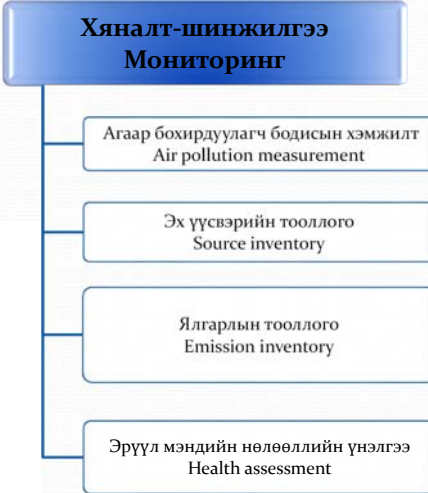 Хяналт-шинжилгээ
Мониторинг
Агаар бохирдуулагч бодисын хэмжилт
Air pollution measurement
Эх үүсвэрийн тооллого
Source inventory
Ялгарлын тооллого
Emission inventory
Эрүүл мэндийн нөлөөллийн үнэлгээ
Health assessment